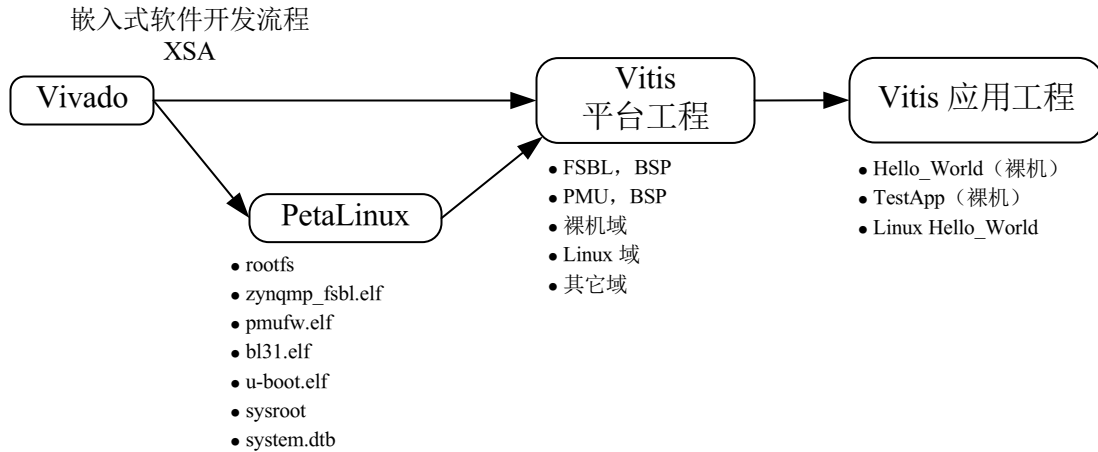 嵌入式软件开发流程
XSA
Vivado
PetaLinux
• rootfs
• zynqmp_fsbl.elf
• pmufw.elf
• bl31.elf
• u-boot.elf
• sysroot
• system.dtb
Vitis
平台工程
• FSBL，BSP
• PMU，BSP
• 裸机域
• Linux 域
• 其它域
Vitis 应用工程
• Hello_World（裸机）
• TestApp（裸机）
• Linux Hello_World